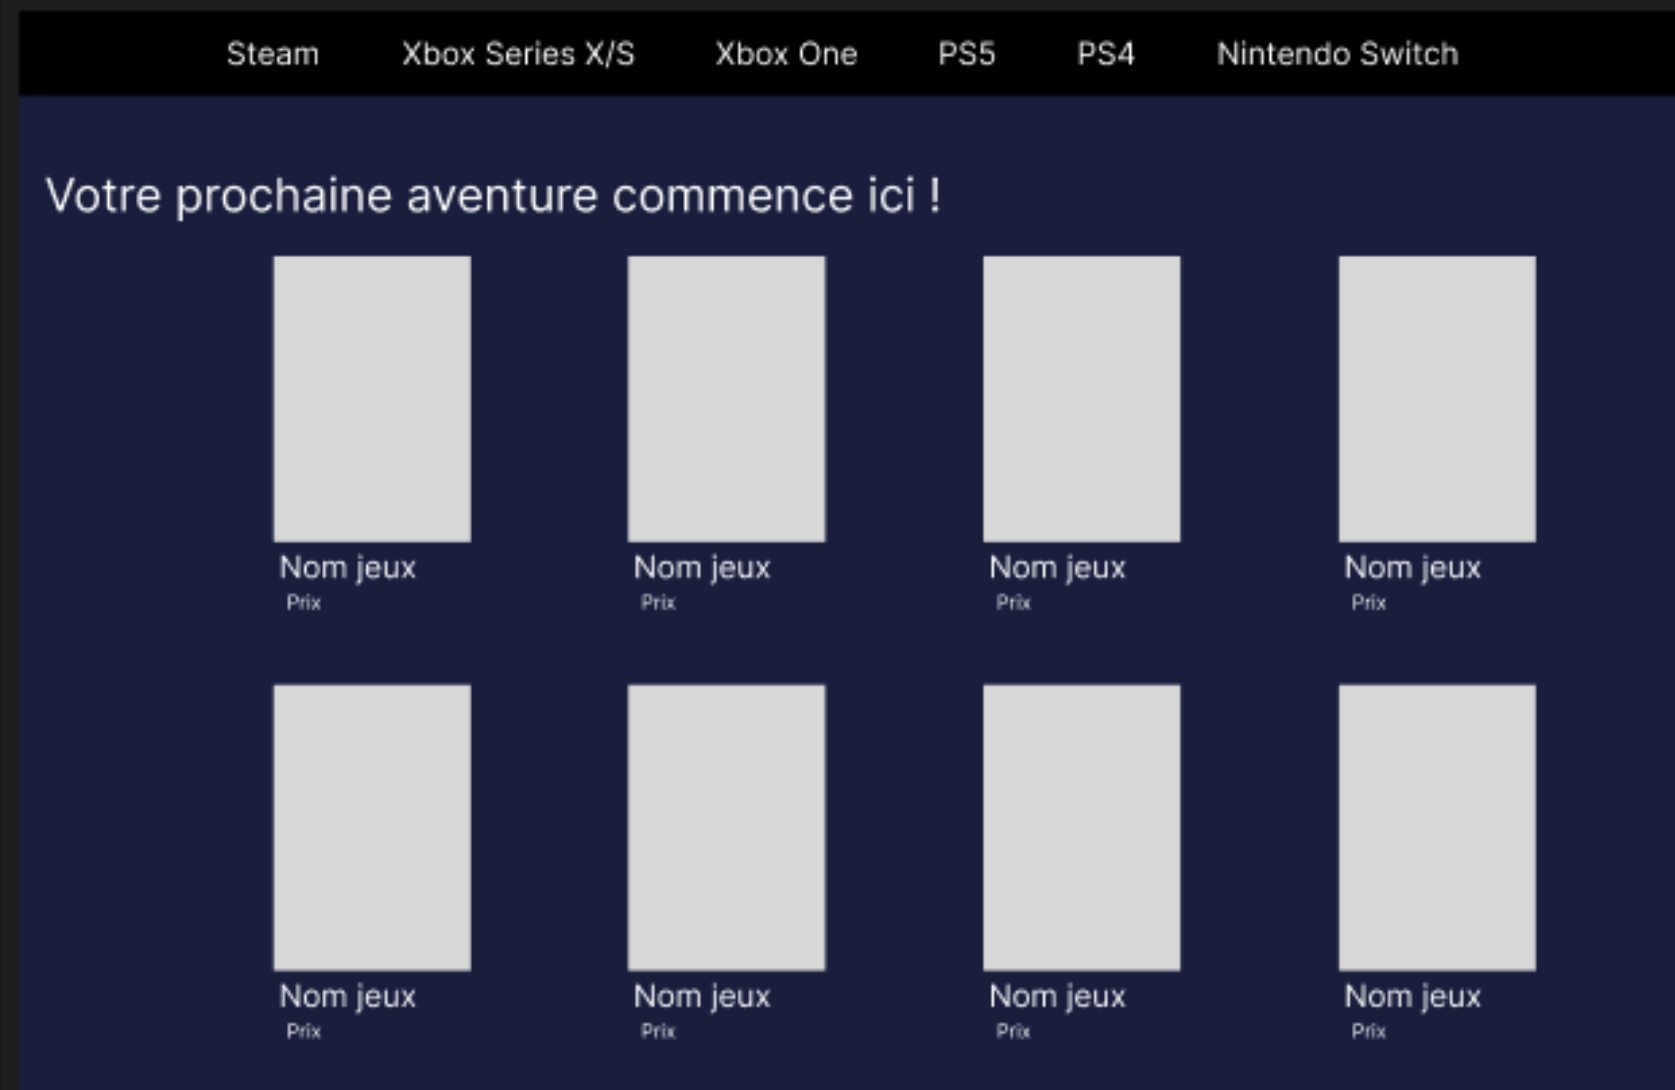 Steam Xbox Series X/S Xbox One PS5 PS4 Nintendo Switch
Votre prochaine aventure commence ici !
Nom jeux Nom jeux Nom jeux Nom jeux
Prix Prix Prix Prix
Nom jeux Nom jeux Nom jeux Nom jeux
Prix Prix Prix Prix